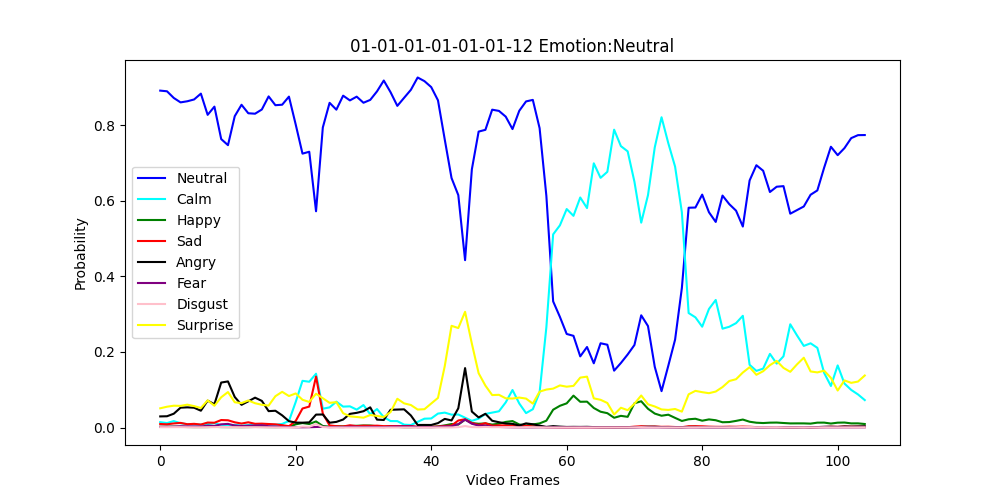 01-01-01-01-01-01-12 Emotion:Neutral
Probability
0.8
0.6
0.4
0.2
0.0
Neutral
Calm
Happy
Sad
Angry
Fear
Disgust
Surprise
0 20 40 60 80 100
Video Frames